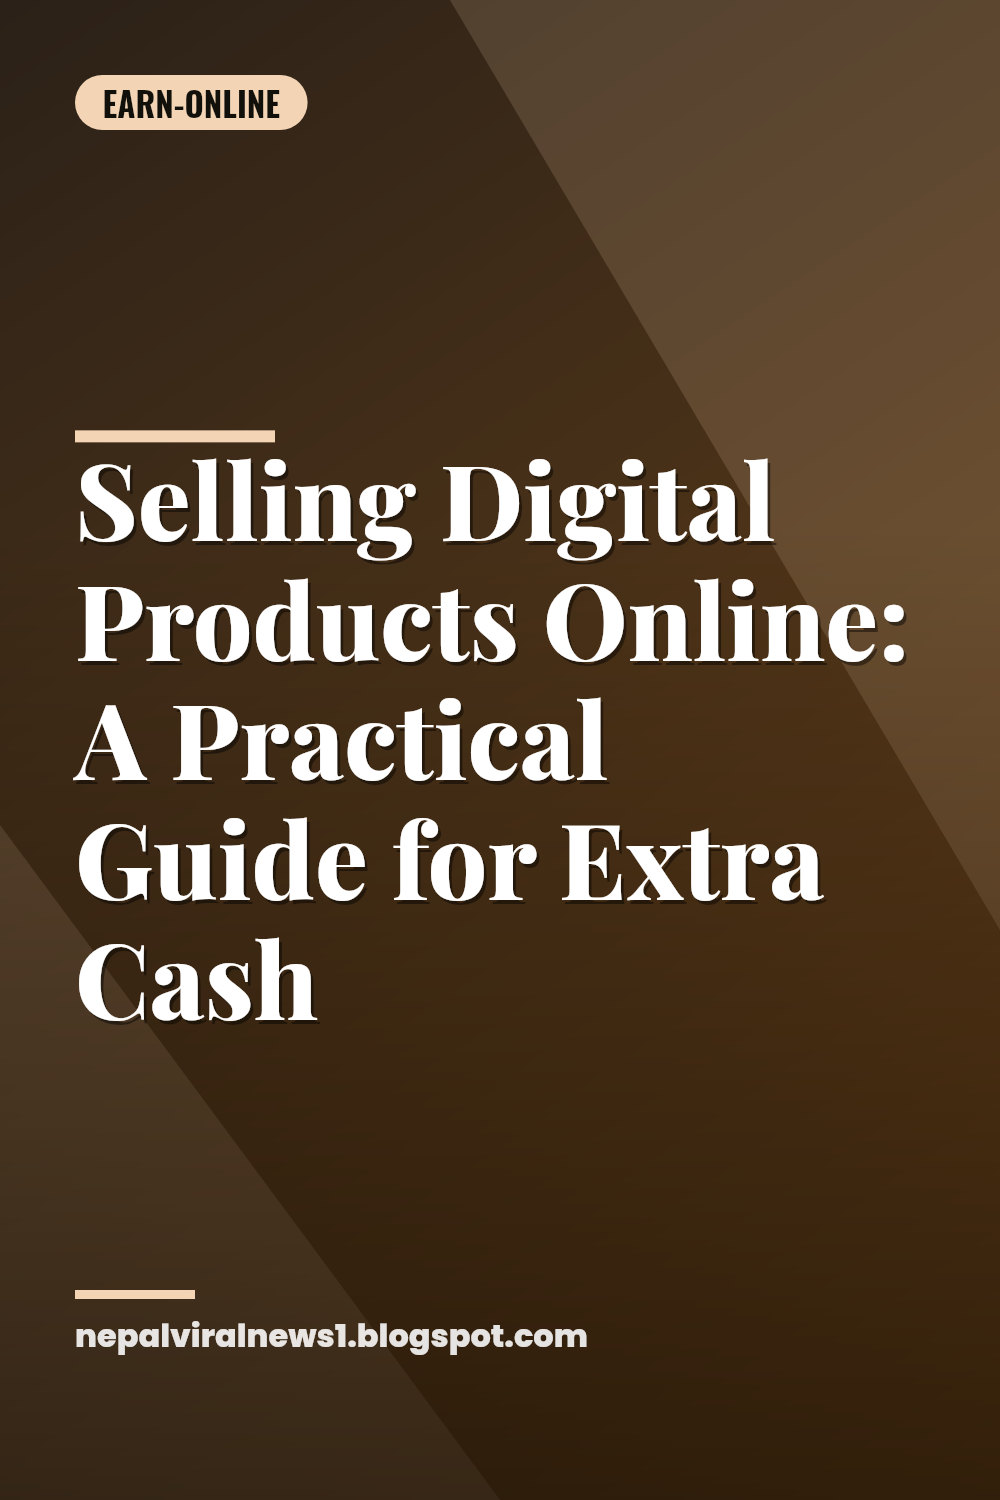 EARN-ONLINE
Selling Digital
Products Online:
A Practical
Guide for Extra
Cash
nepalviralnews1.blogspot.com